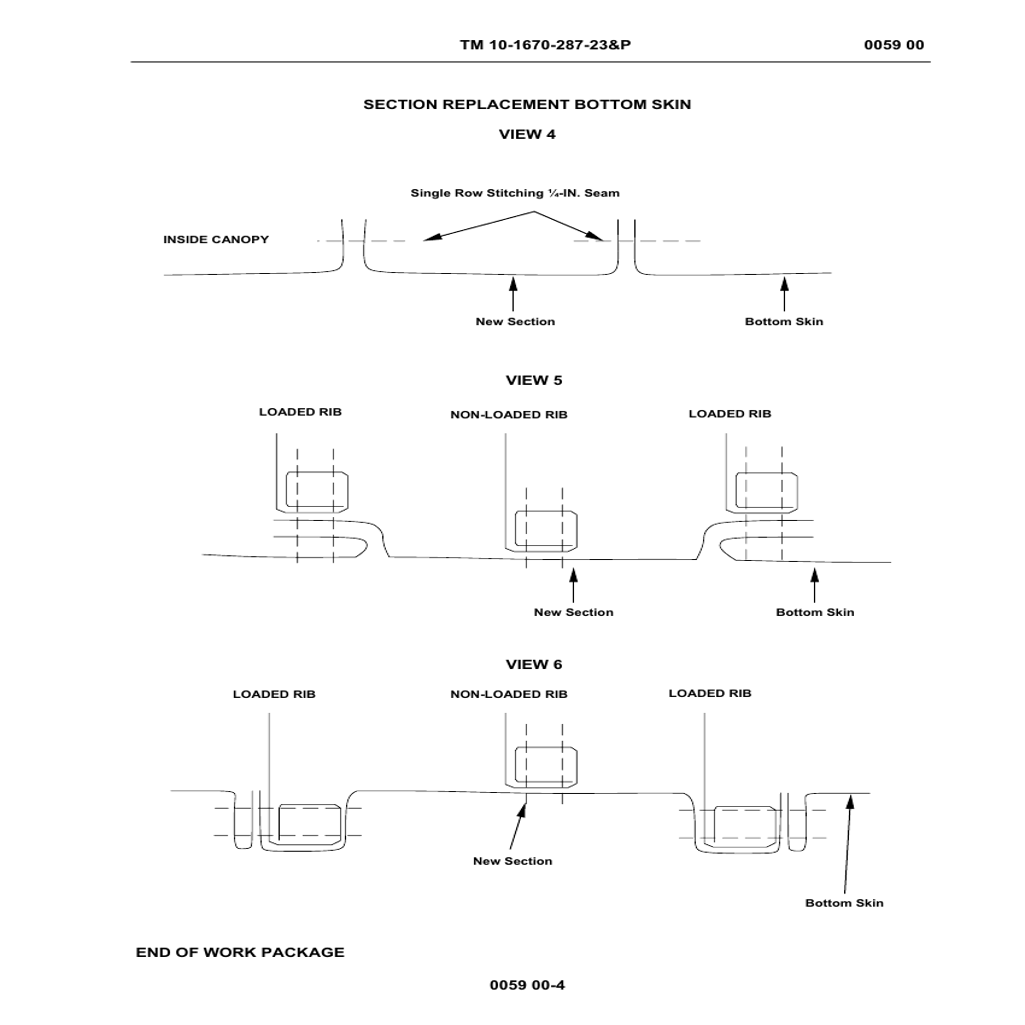 TM 10-1670-287-23&P 0059 00
SECTION REPLACEMENT BOTTOM SKIN
VIEW 4
Single Row Stitching ¼-IN. Seam
INSIDE CANOPY
New Section Bottom Skin
VIEW 5
LOADED RIB NON-LOADED RIB LOADED RIB
New Section Bottom Skin
VIEW 6
LOADED RIB NON-LOADED RIB LOADED RIB
New Section
Bottom Skin
END OF WORK PACKAGE
0059 00-4